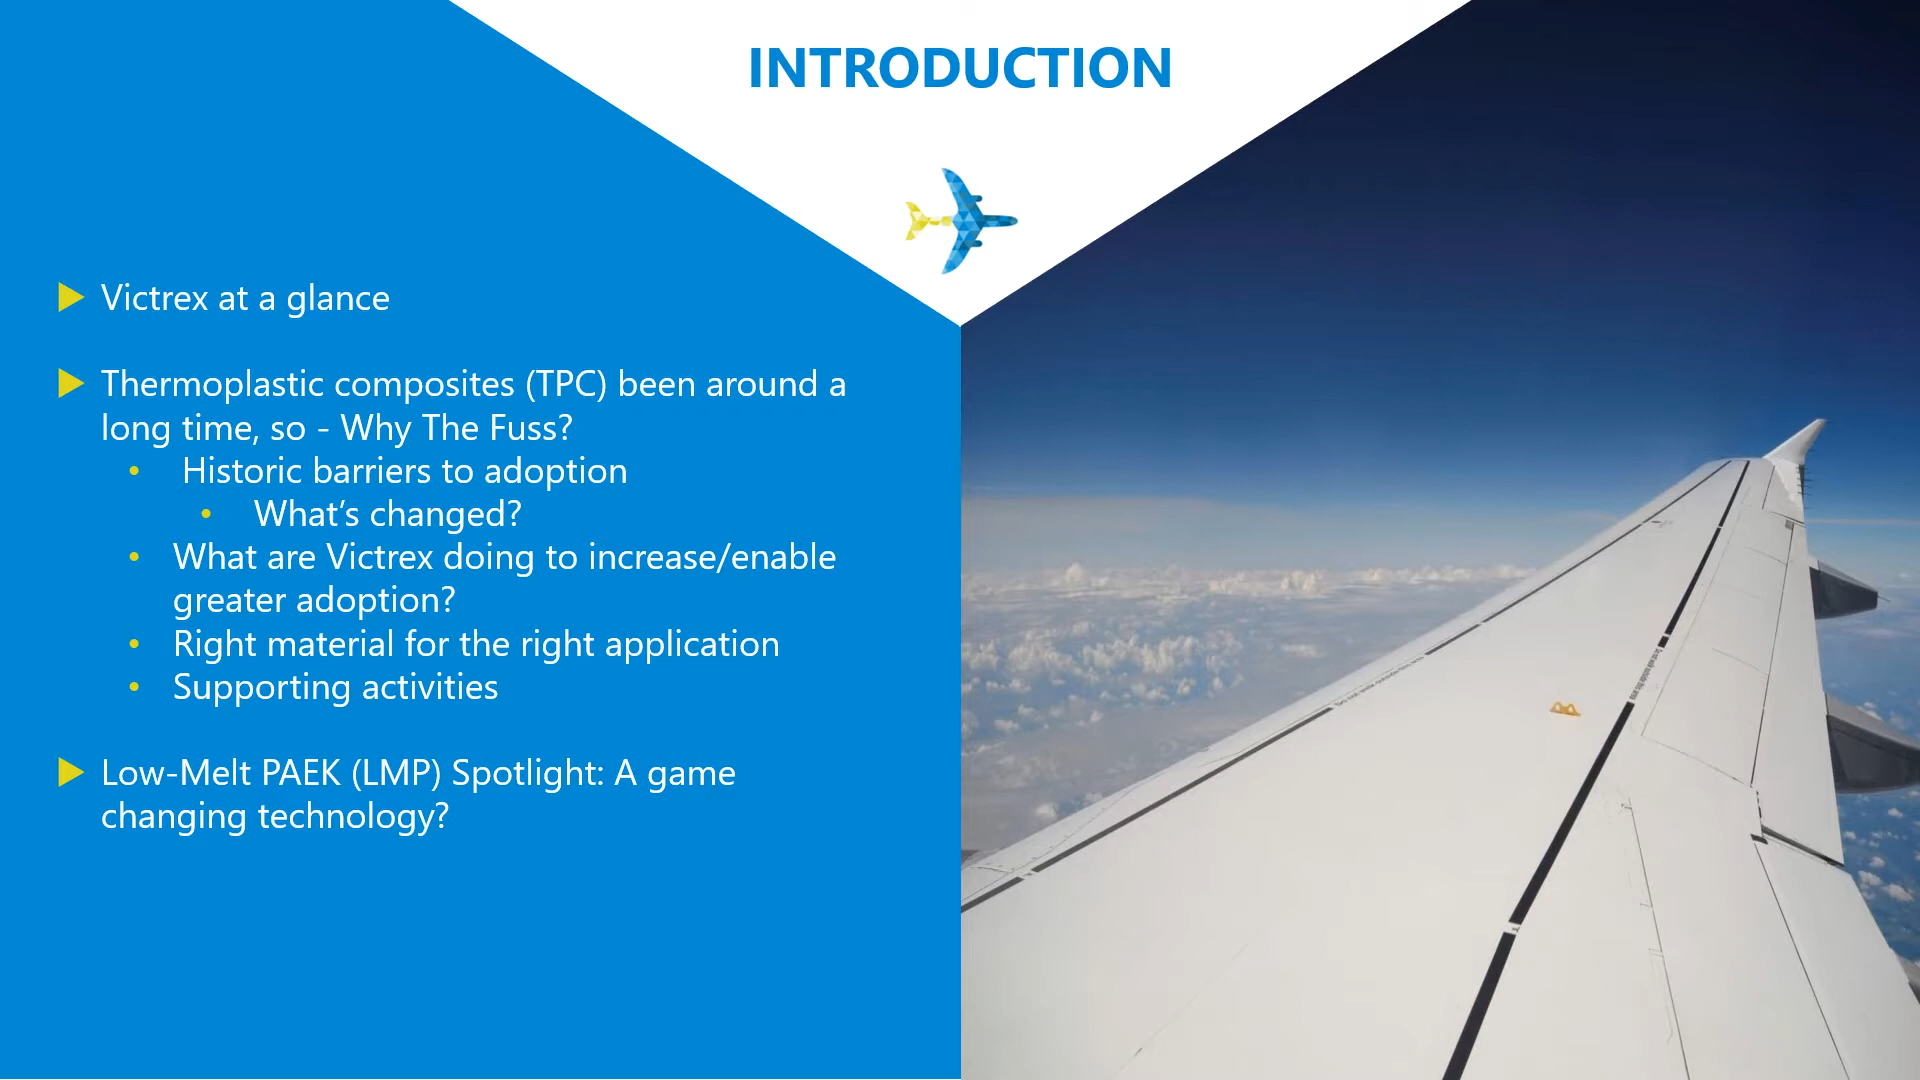 INTRODUCTION
Victrex at a glance
Thermoplastic composites (TPC) been around a
long time, so - Why The Fuss?
Historic barriers to adoption
What's changed?
What are Victrex doing to increase/enable
greater adoption?
Right material for the right application
Supporting activities
Low-Melt PAEK (LMP) Spotlight: A game
changing technology?